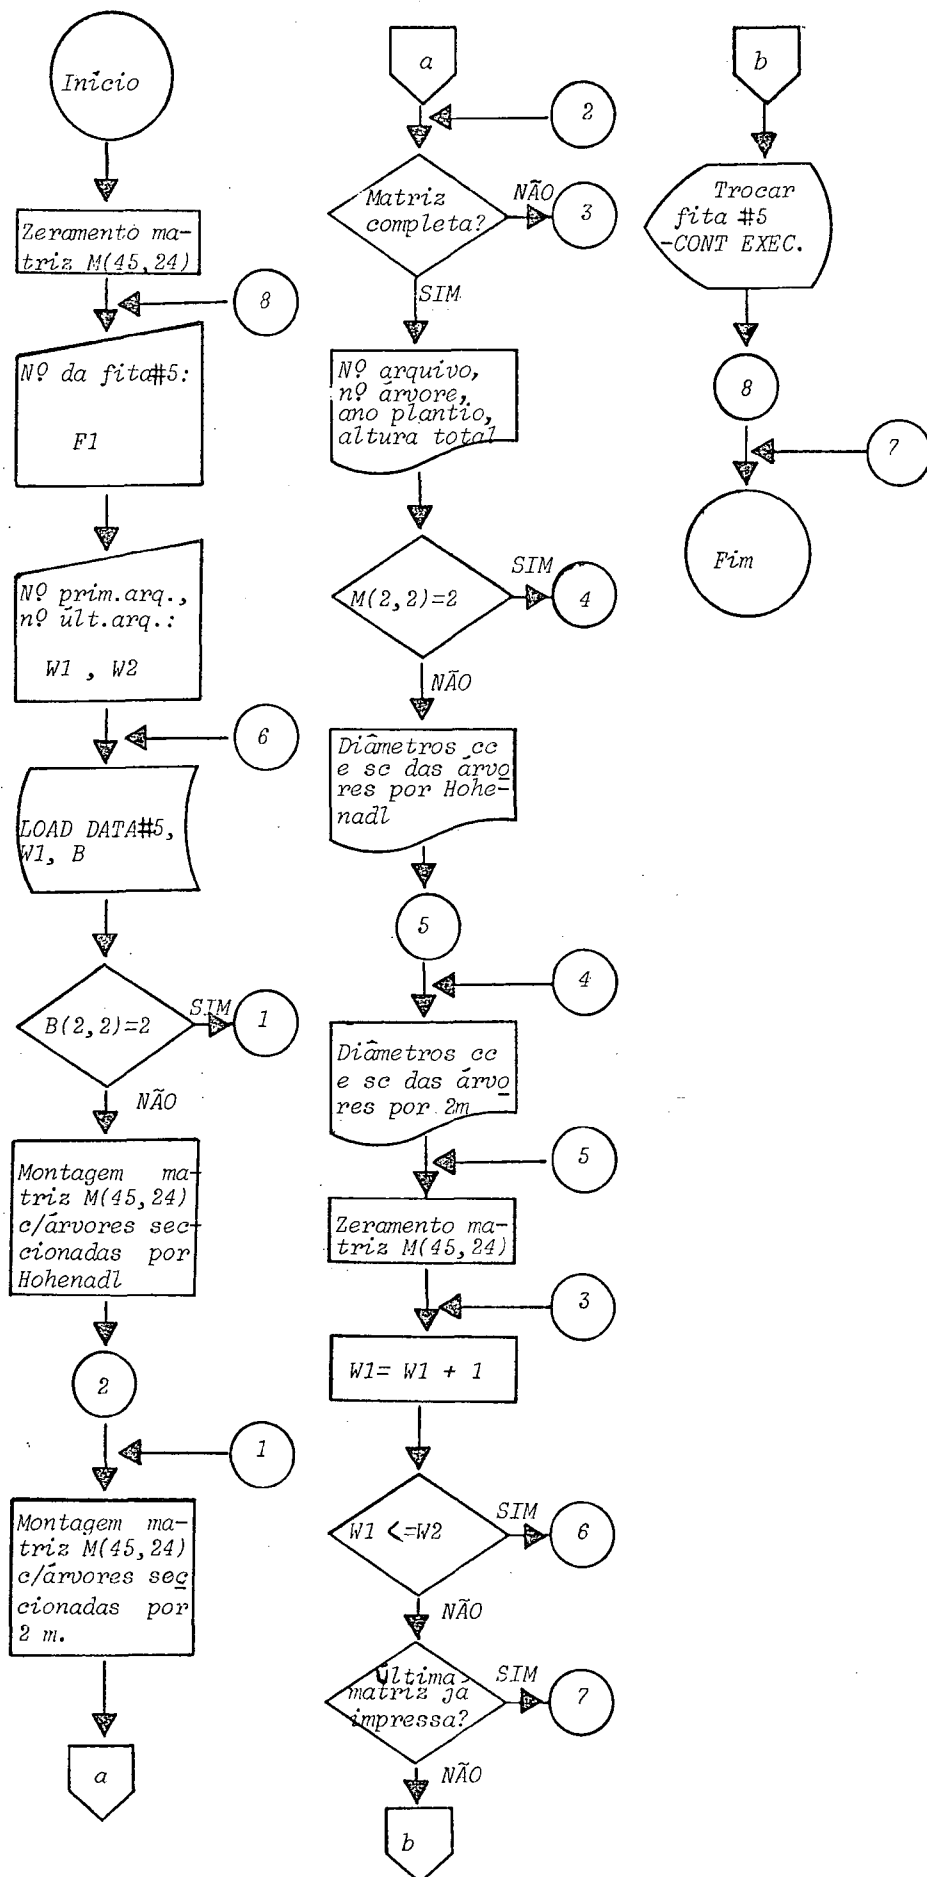 Início
Zeramento ma-
triz M(45,24)
8
Nº da fita#5:
F1
Nº prim.arq.,
nº últ.arq.:
W1 , W2
6
LOAD DATA#5,
W1, B
B(2,2)=2
SIM
1
NÃO
Montagem ma-
triz M(45,24)
c/árvores sec-
cionadas por
Hohenadl
2
1
Montagem ma-
triz M(45,24)
c/árvores sec
cionadas por
2 m.
a
a
2
Matriz
completa?
NÃO
3
SIM
Nº arquivo,
nº árvore,
ano plantio,
altura total
M(2,2)=2
SIM
4
NÃO
Diâmetros cc
e sc das árvo
res por Hohe-
nadl
5
4
Diâmetros cc
e sc das árvo
res por 2m
5
Zeramento ma-
triz M(45,24)
3
W1= W1 + 1
W1 <=W2
SIM
6
NÃO
Última
matriz já
impressa?
SIM
7
NÃO
b
b
Trocar
fita #5
-CONT EXEC.
8
7
Fim